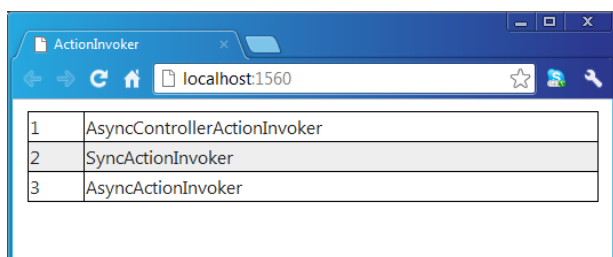 ActionInvoker
localhost:1560
1 AsyncControllerActionInvoker
2 SyncActionInvoker
3 AsyncActionInvoker